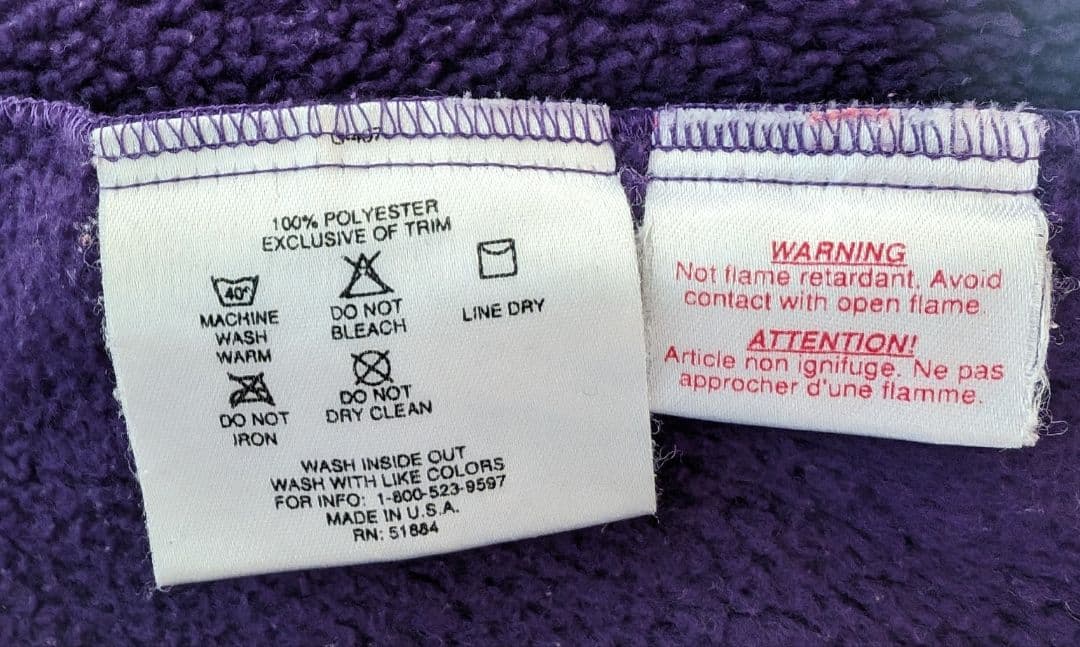 100% POLYESTER
EXCLUSIVE OF TRIM
40°
MACHINE
WASH
WARM
DO NOT
BLEACH
LINE DRY
DO NOT
IRON
DO NOT
DRY CLEAN
WASH INSIDE OUT
WASH WITH LIKE COLORS
FOR INFO: 1-800-523-9597
MADE IN U.S.A.
RN: 51884
WARNING
Not flame retardant. Avoid
contact with open flame.
ATTENTION!
Article non ignifuge. Ne pas
approcher d'une flamme.